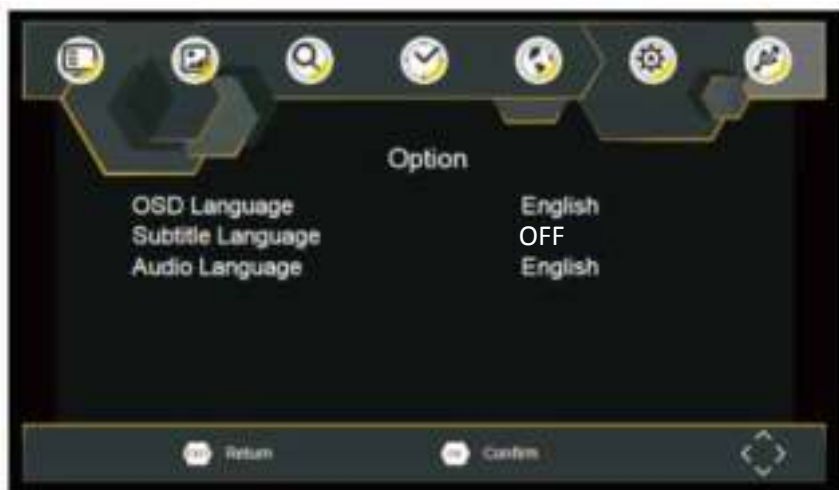 Option
OSD Language English
Subtitle Language OFF
Audio Language English
Return Confirm